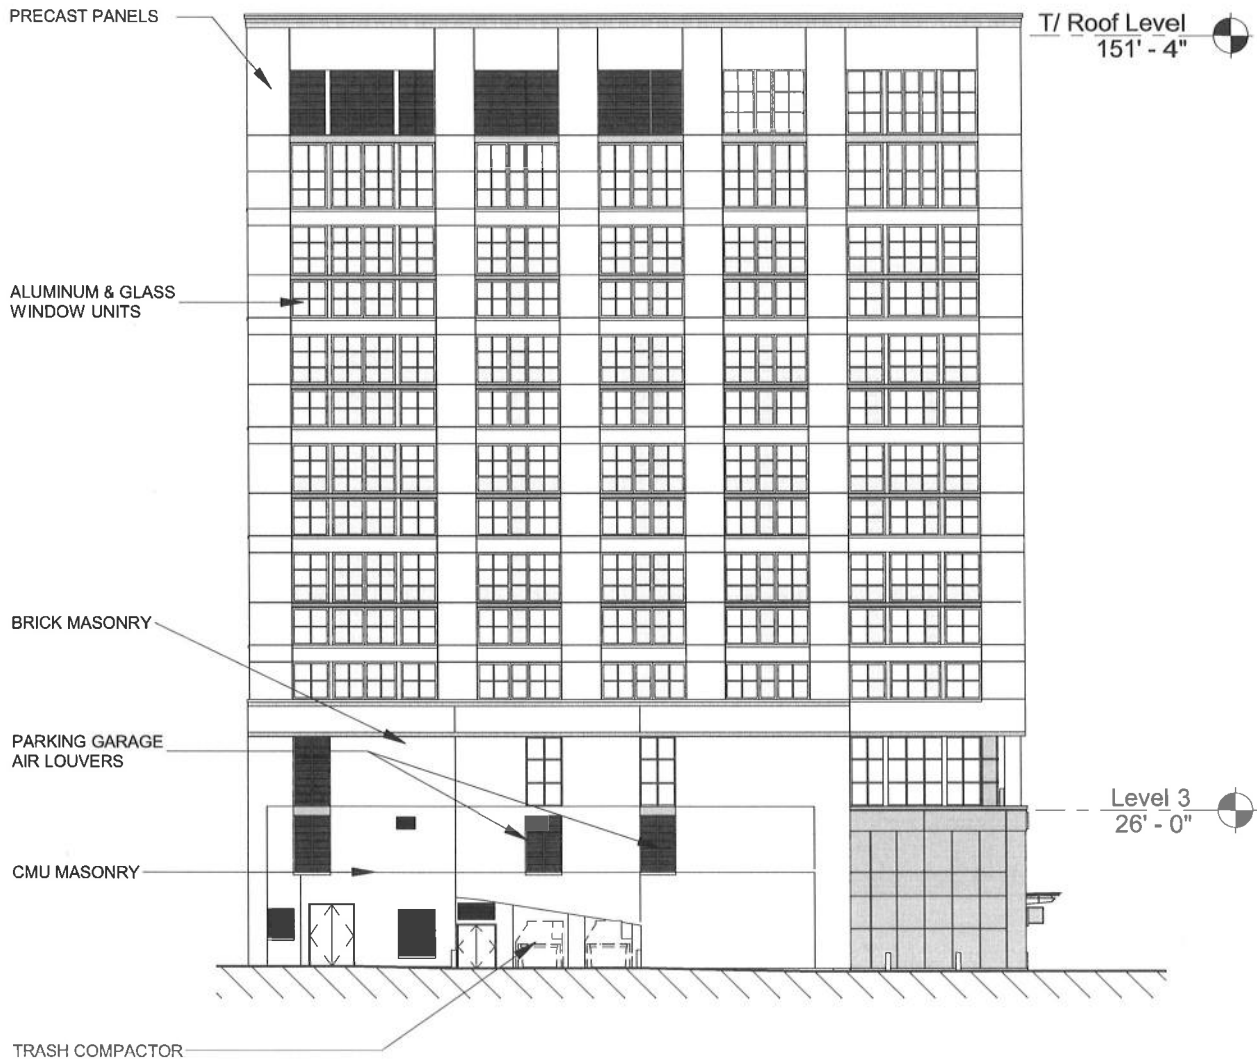 PRECAST PANELS
T/ Roof Level
151' - 4"
ALUMINUM & GLASS
WINDOW UNITS
BRICK MASONRY
PARKING GARAGE
AIR LOUVERS
Level 3
26' - 0"
CMU MASONRY
TRASH COMPACTOR